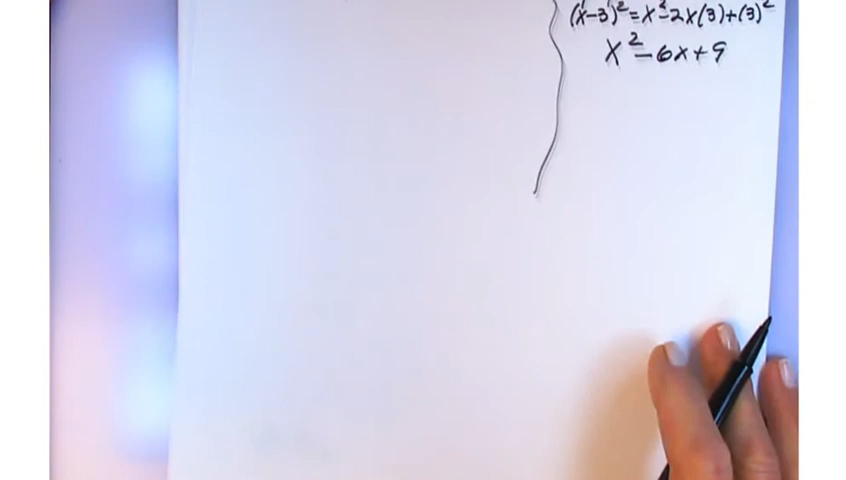 (x-3)² = x²-2x(3)+(3)²
x²-6x+9